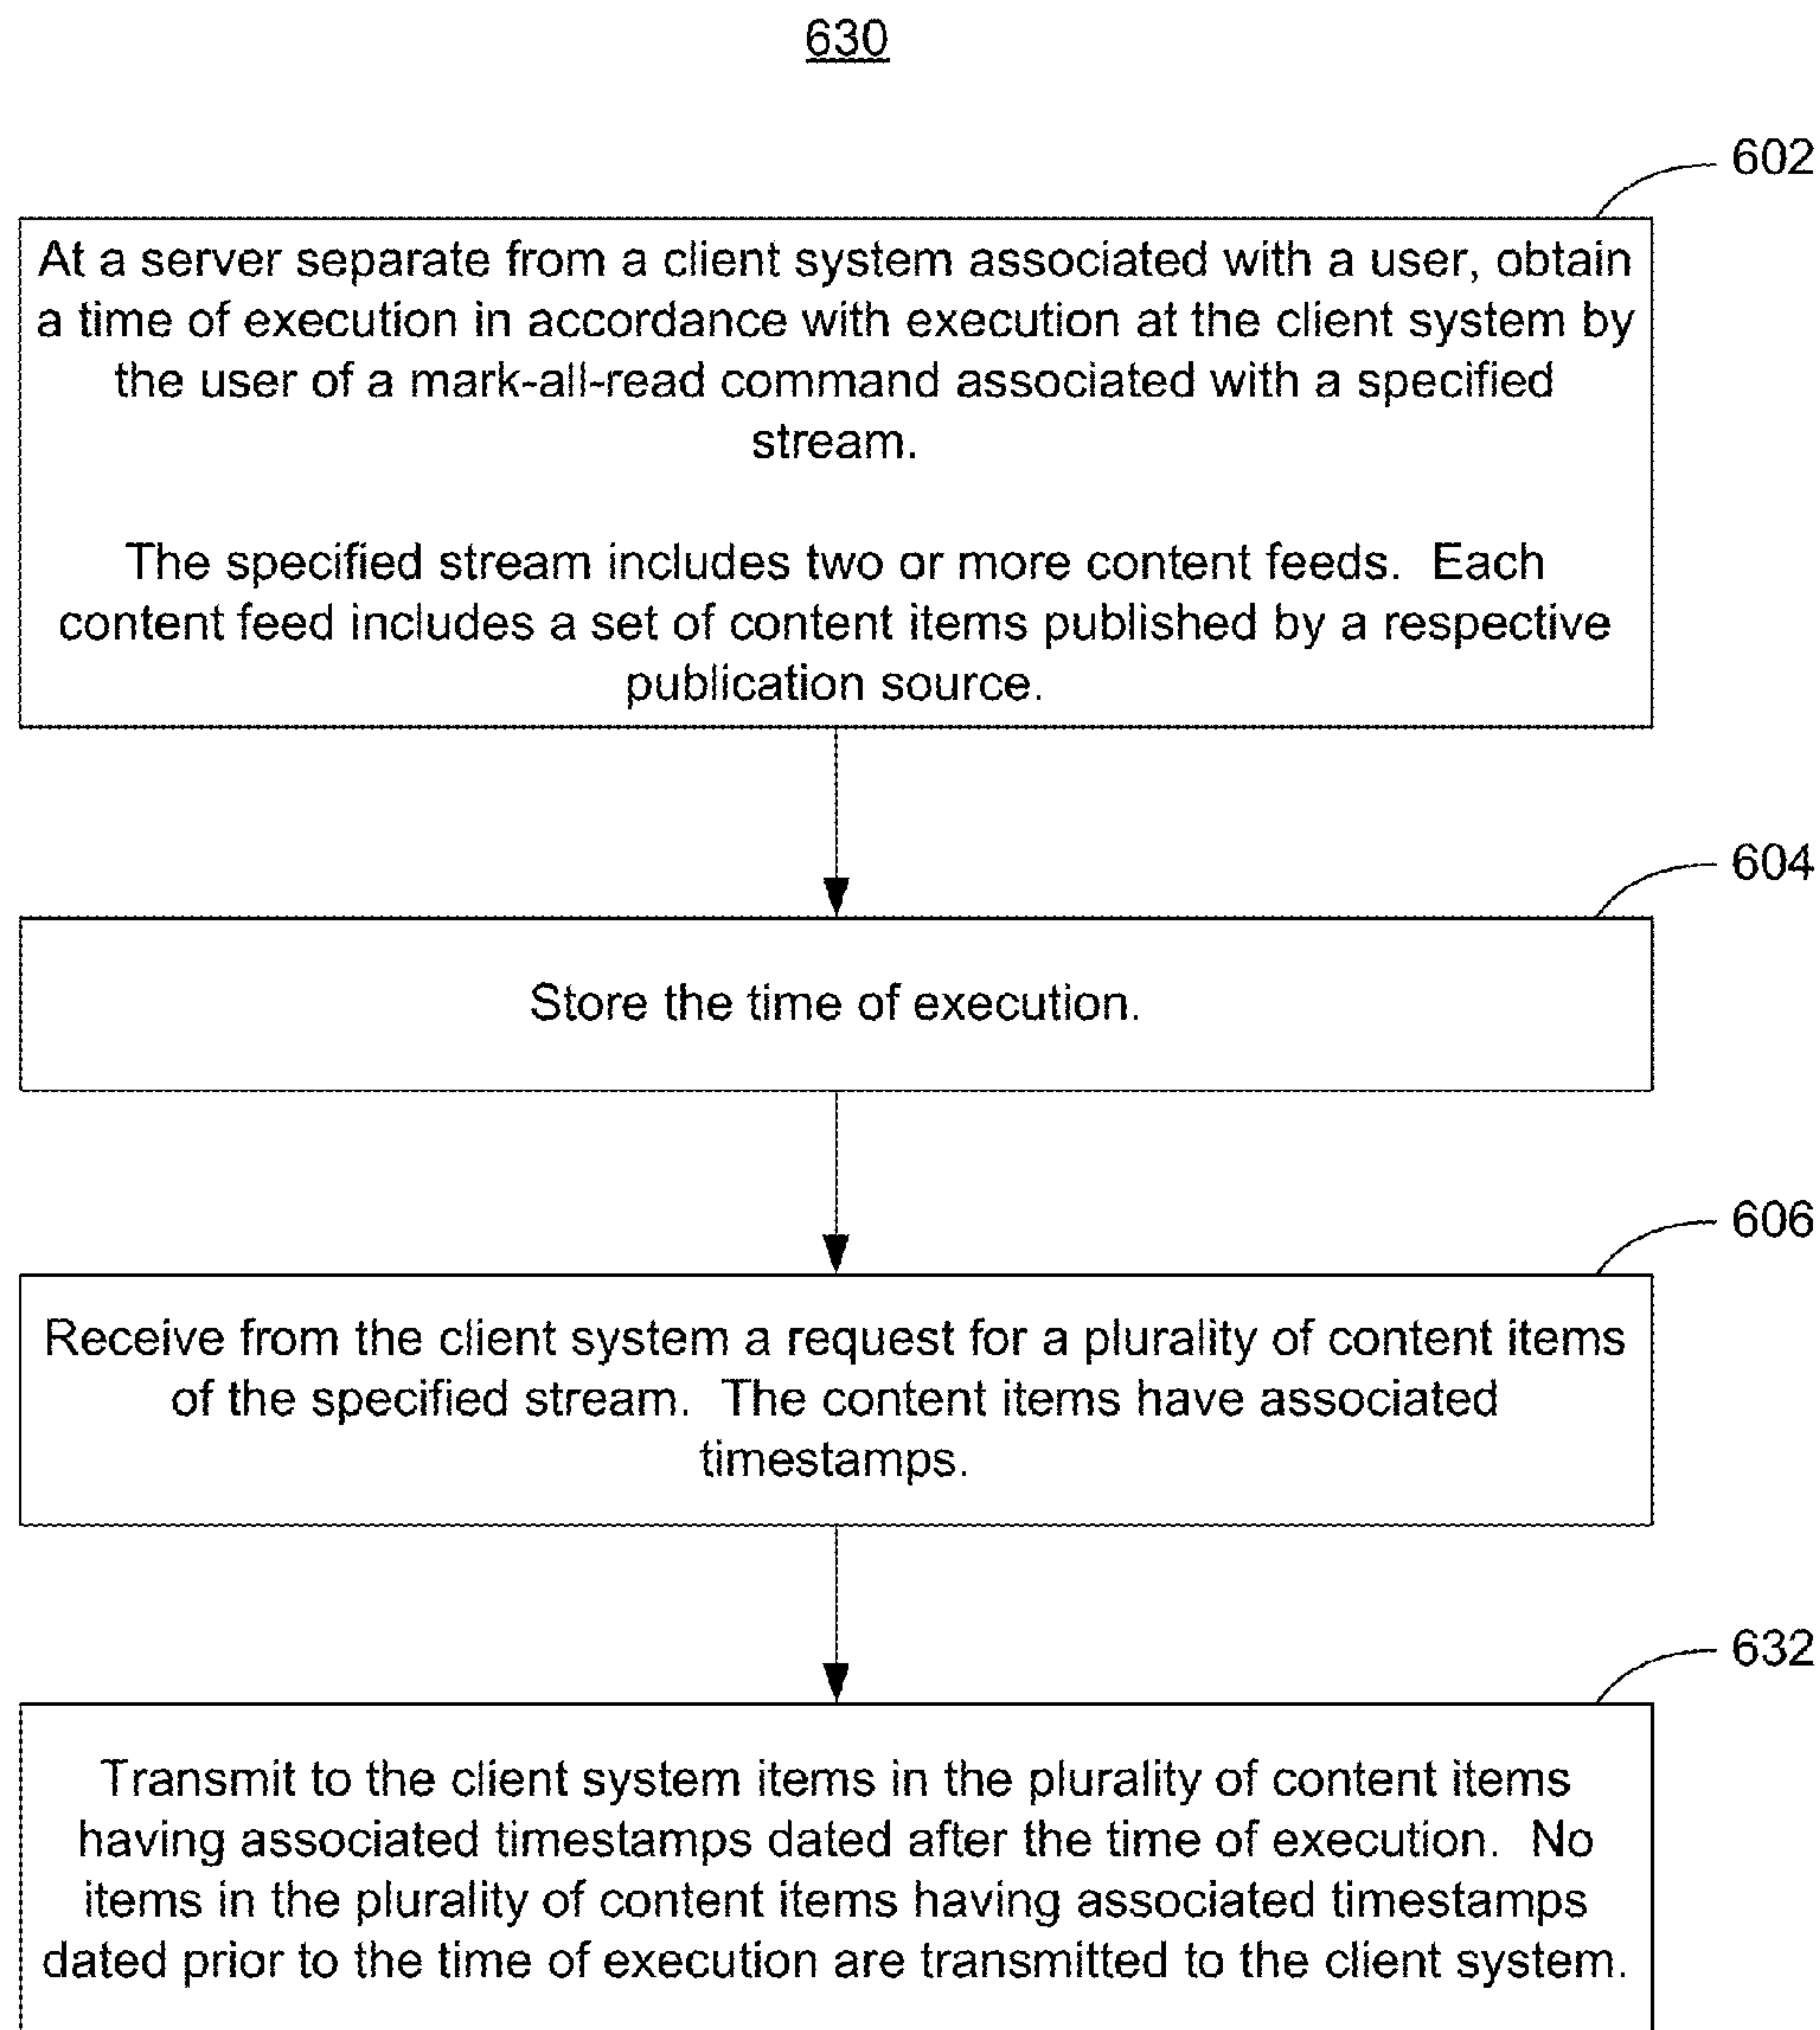 630
602
At a server separate from a client system associated with a user, obtain
a time of execution in accordance with execution at the client system by
the user of a mark-all-read command associated with a specified
stream.
The specified stream includes two or more content feeds.  Each
content feed includes a set of content items published by a respective
publication source.
604
Store the time of execution.
606
Receive from the client system a request for a plurality of content items
of the specified stream.  The content items have associated
timestamps.
632
Transmit to the client system items in the plurality of content items
having associated timestamps dated after the time of execution.  No
items in the plurality of content items having associated timestamps
dated prior to the time of execution are transmitted to the client system.